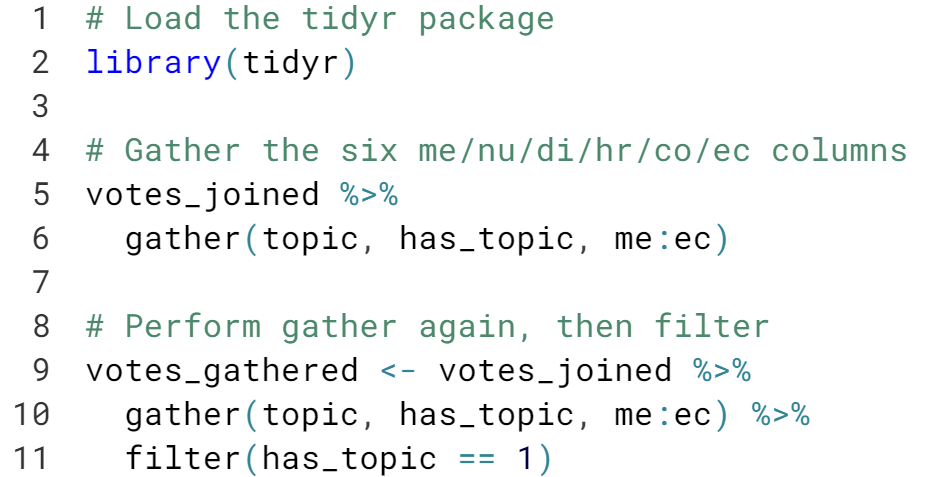 1 # Load the tidyr package
2 library(tidyr)
3
4 # Gather the six me/nu/di/hr/co/ec columns
5 votes_joined %>%
6   gather(topic, has_topic, me:ec)
7
8 # Perform gather again, then filter
9 votes_gathered <- votes_joined %>%
10   gather(topic, has_topic, me:ec) %>%
11   filter(has_topic == 1)